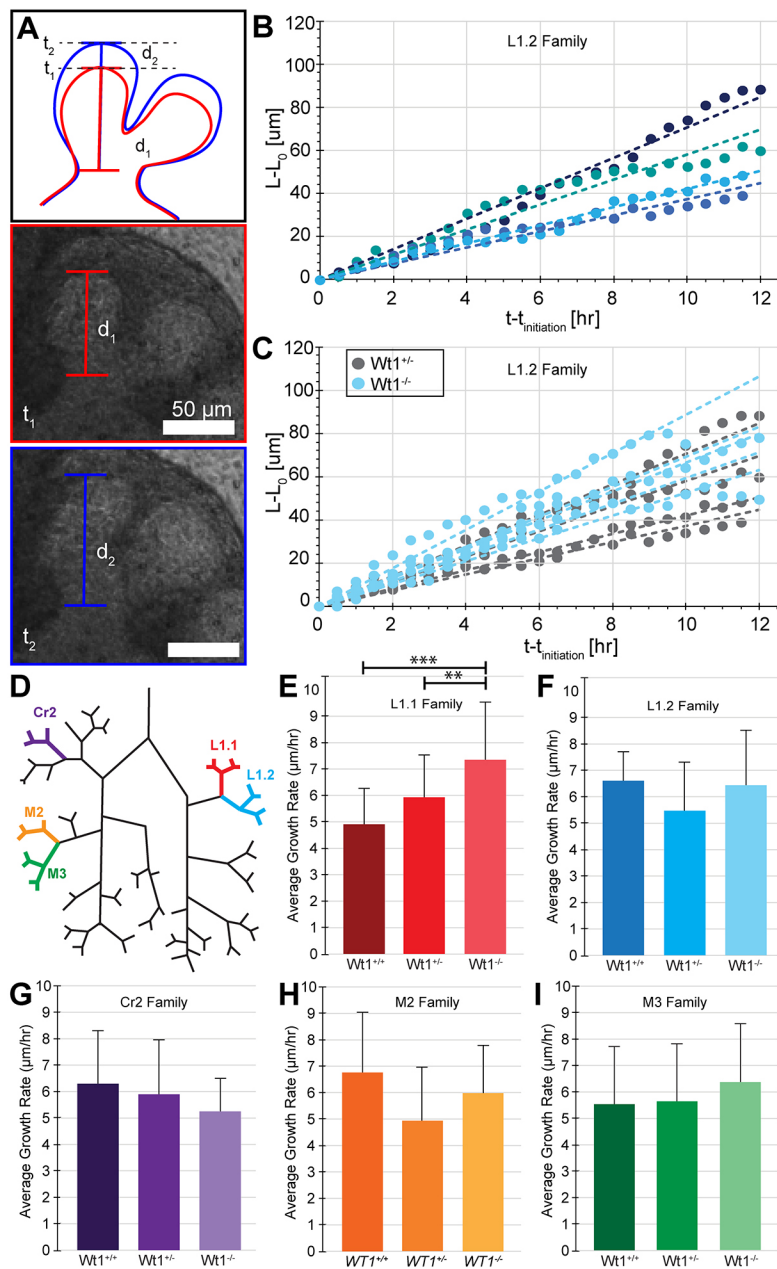 A
t2
t1
d2
d1
d1
t1
50 µm
d2
t2
B
L1.2 Family
L-L0 [um]
120
100
80
60
40
20
0
0 2 4 6 8 10 12
t-tinitiation [hr]
C
L1.2 Family
Wt1+/-
Wt1-/-
L-L0 [um]
120
100
80
60
40
20
0
0 2 4 6 8 10 12
t-tinitiation [hr]
D
Cr2
L1.1
L1.2
M2
M3
E
***
**
L1.1 Family
Average Growth Rate (µm/hr)
10
9
8
7
6
5
4
3
2
1
0
Wt1+/+ Wt1+/- Wt1-/-
F
L1.2 Family
Average Growth Rate (µm/hr)
10
9
8
7
6
5
4
3
2
1
0
Wt1+/+ Wt1+/- Wt1-/-
G
Cr2 Family
Average Growth Rate (µm/hr)
10
9
8
7
6
5
4
3
2
1
0
Wt1+/+ Wt1+/- Wt1-/-
H
M2 Family
Average Growth Rate (µm/hr)
10
9
8
7
6
5
4
3
2
1
0
WT1+/+ WT1+/- WT1-/-
I
M3 Family
Average Growth Rate (µm/hr)
10
9
8
7
6
5
4
3
2
1
0
Wt1+/+ Wt1+/- Wt1-/-